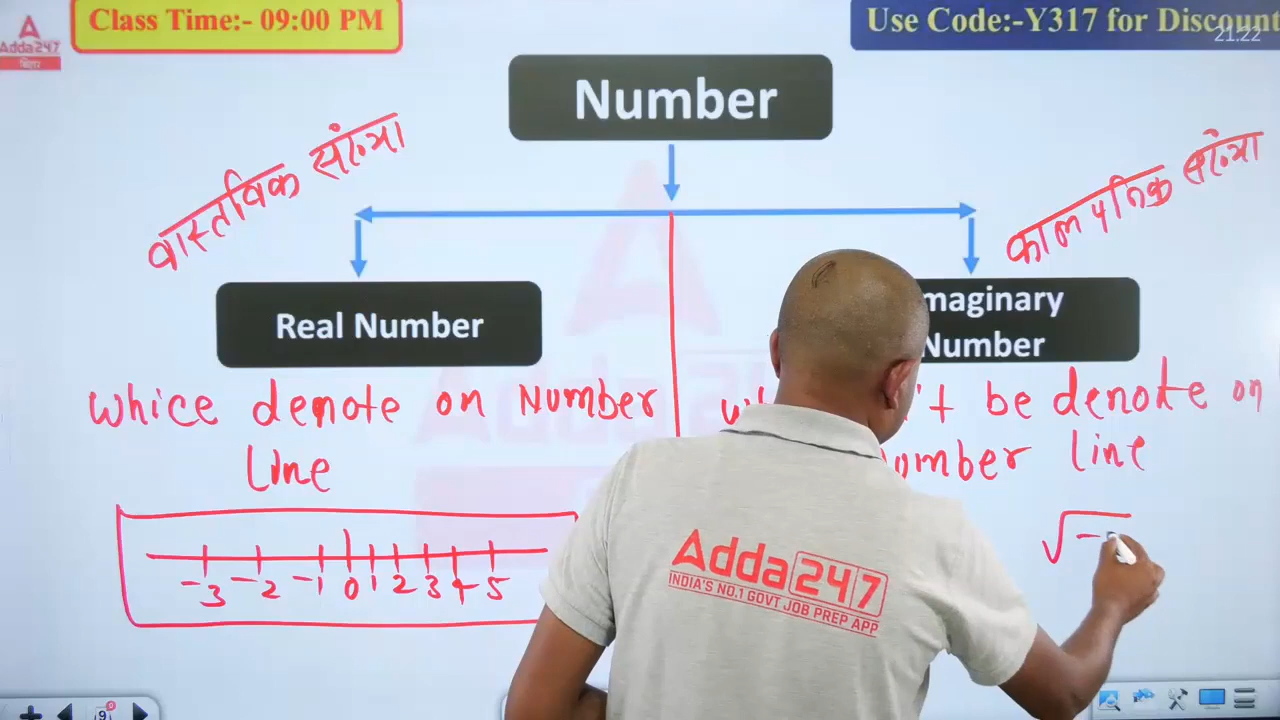 Class Time:- 09:00 PM
Use Code:-Y317 for Discount
21:22
Adda247
बिहार
Number
वास्तविक संख्या
काल्पनिक संख्या
Real Number
maginary
Number
Whice denote on Number
Line
't be denote on
umber line
-3 -2 -1 0 1 2 3 4 5
√-
Adda247
INDIA'S NO.1 GOVT JOB PREP APP
9